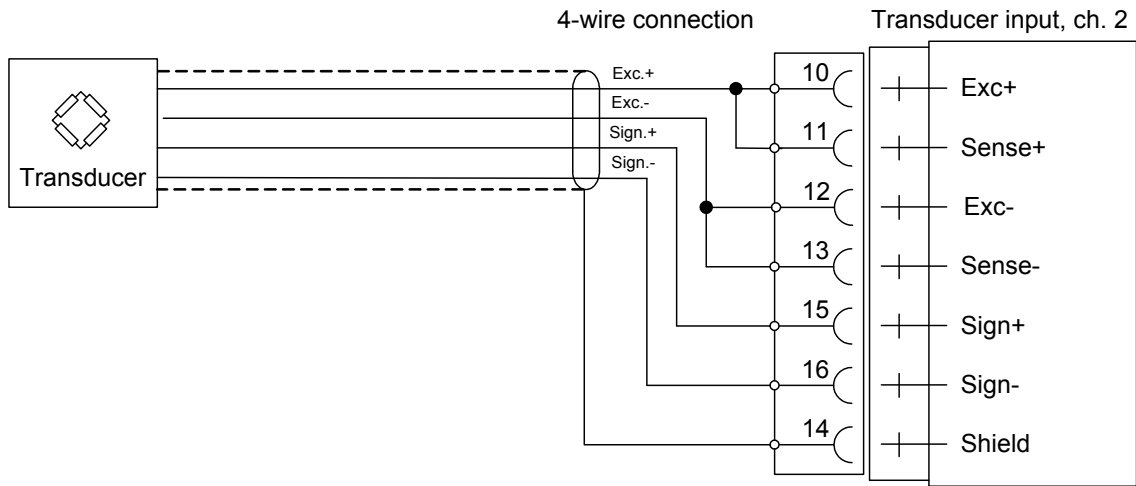 4-wire connection
Transducer input, ch. 2
Transducer
Exc.+
Exc.-
Sign.+
Sign.-
10 Exc+
11 Sense+
12 Exc-
13 Sense-
15 Sign+
16 Sign-
14 Shield